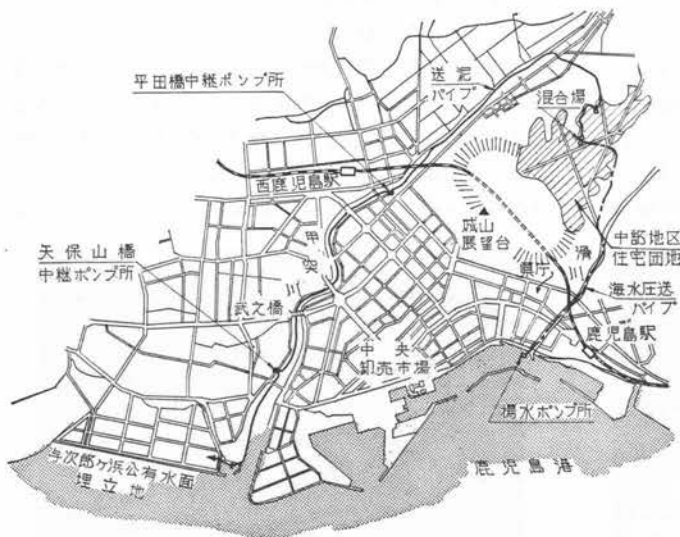 平田橋中継ポンプ所
送泥
パイプ
混合場
西鹿児島駅
城山
展望台
中部地区
住宅団地
県庁
滑
川
甲
突
川
天保山橋
中継ポンプ所
武之橋
海水圧送
パイプ
鹿児島駅
中央
卸売市場
揚水ポンプ所
与次郎ヶ浜公有水面
埋立地
鹿児島港